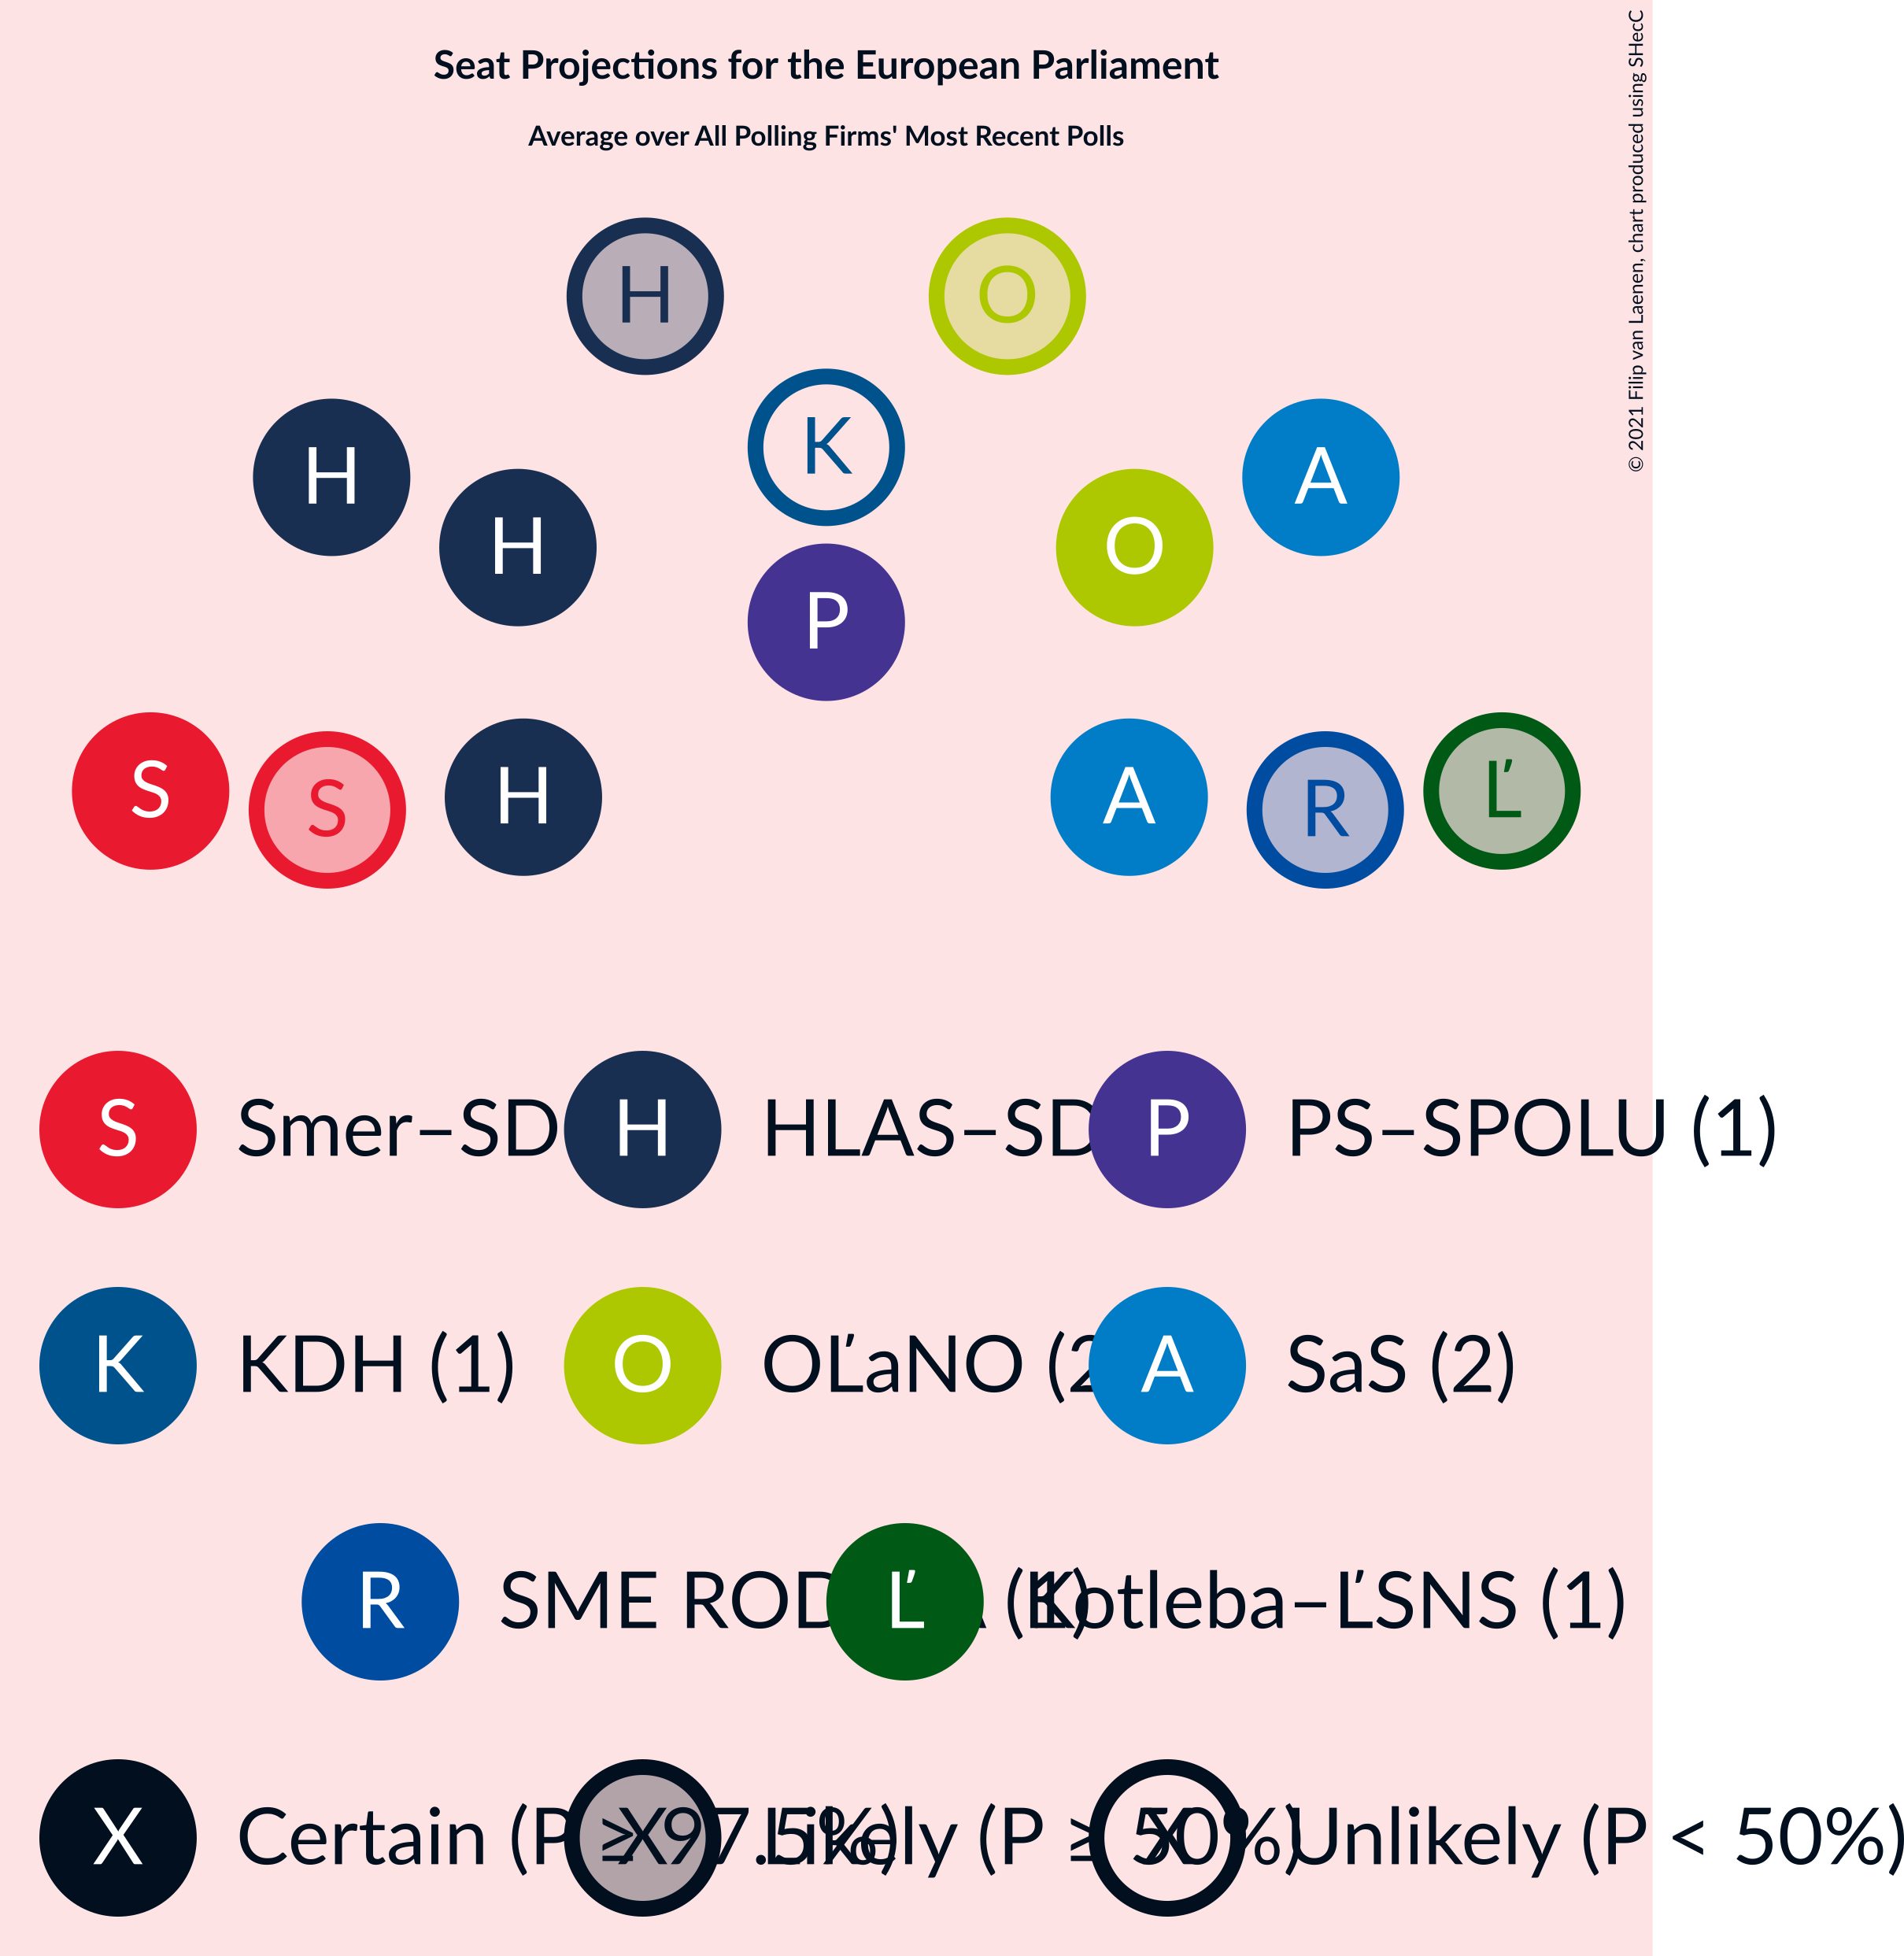 Seat Projections for the European Parliament
Average over All Polling Firms' Most Recent Polls
© 2021 Filip van Laenen, chart produced using SHecC
H O
K
H A
H O
P
S L'
H A
S R
S Smer–SD H HLAS–SD P PS–SPOLU (1)
K KDH (1) O OĽaNO (2 A SaS (2)
R SME ROD Ľ (1) Kotleba–ĽSNS (1)
X Certain (P ≥ 97.5%) X Likely (P ≥ 50%) X Unlikely (P < 50%)